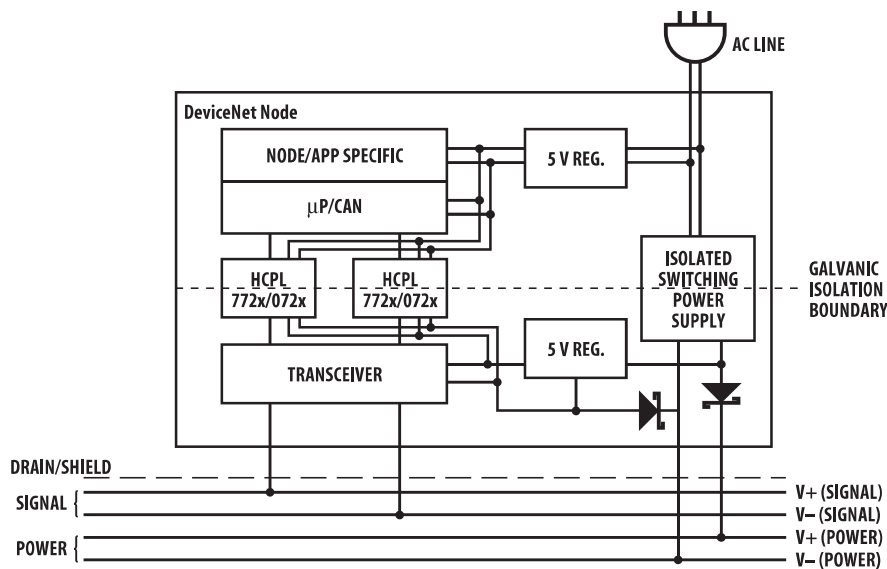 AC LINE
DeviceNet Node
NODE/APP SPECIFIC
5 V REG.
μP/CAN
HCPL
772x/072x
HCPL
772x/072x
ISOLATED
SWITCHING
POWER
SUPPLY
GALVANIC
ISOLATION
BOUNDARY
5 V REG.
TRANSCEIVER
DRAIN/SHIELD
SIGNAL
V+ (SIGNAL)
V– (SIGNAL)
POWER
V+ (POWER)
V– (POWER)